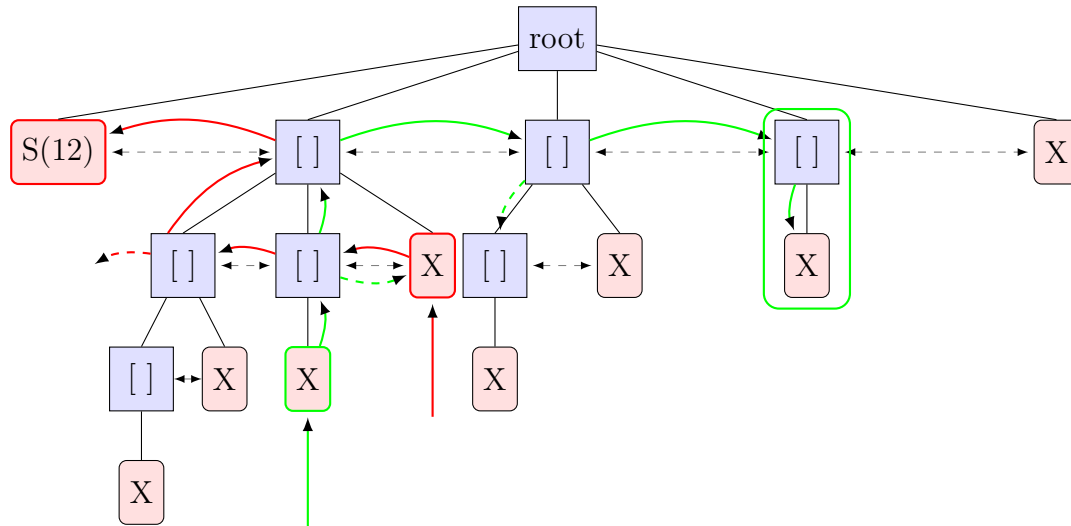 root
S(12) [ ] [ ] [ ] X
[ ] [ ] X [ ] X X
[ ] X X X
X